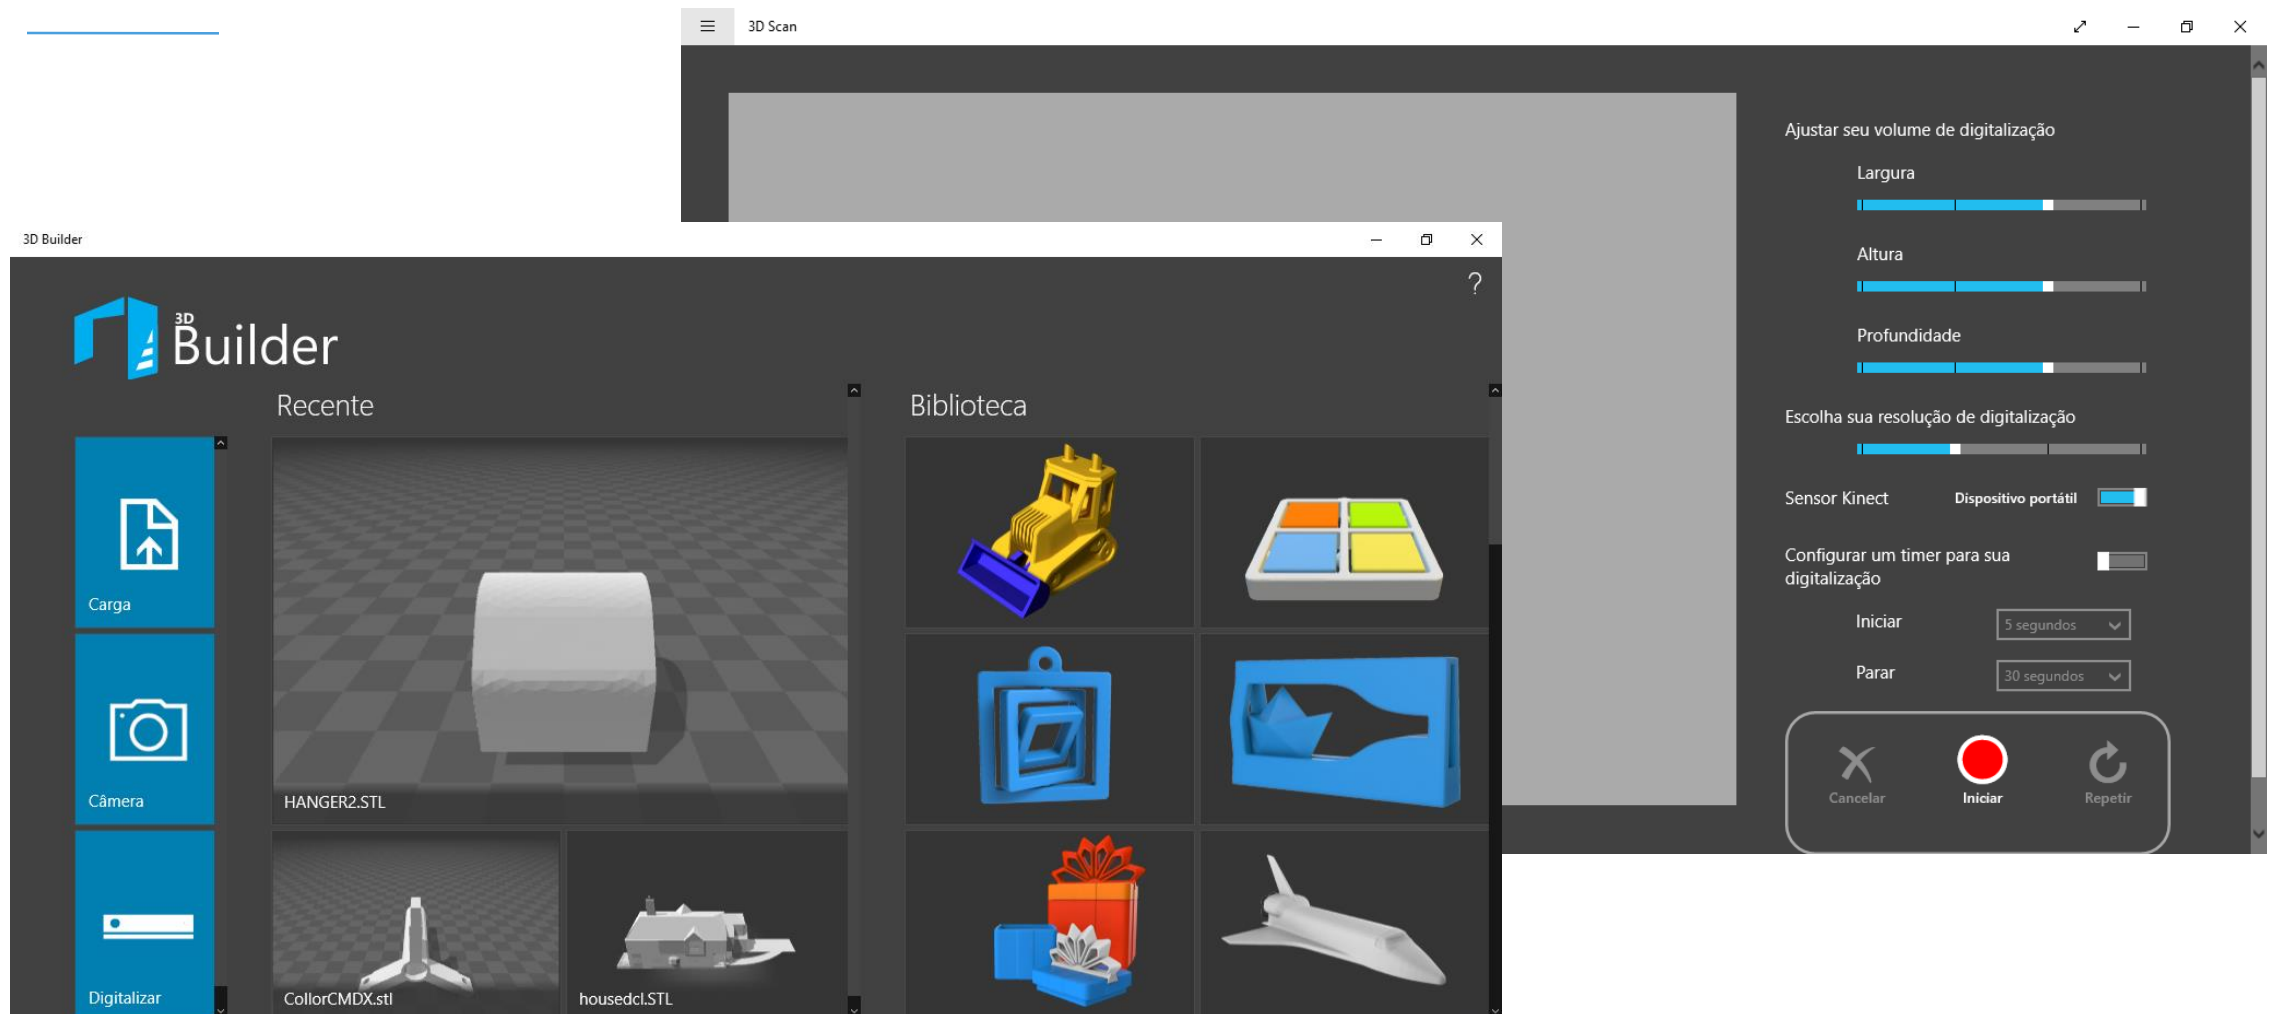 3D Scan
Ajustar seu volume de digitalização
Largura
Altura
Profundidade
Escolha sua resolução de digitalização
Sensor Kinect
Dispositivo portátil
Configurar um timer para sua
digitalização
Iniciar
5 segundos
Parar
30 segundos
Cancelar
Iniciar
Repetir
3D Builder
?
3D
Builder
Recente
Biblioteca
Carga
Câmera
Digitalizar
HANGER2.STL
CollorCMDX.stl
housedcl.STL